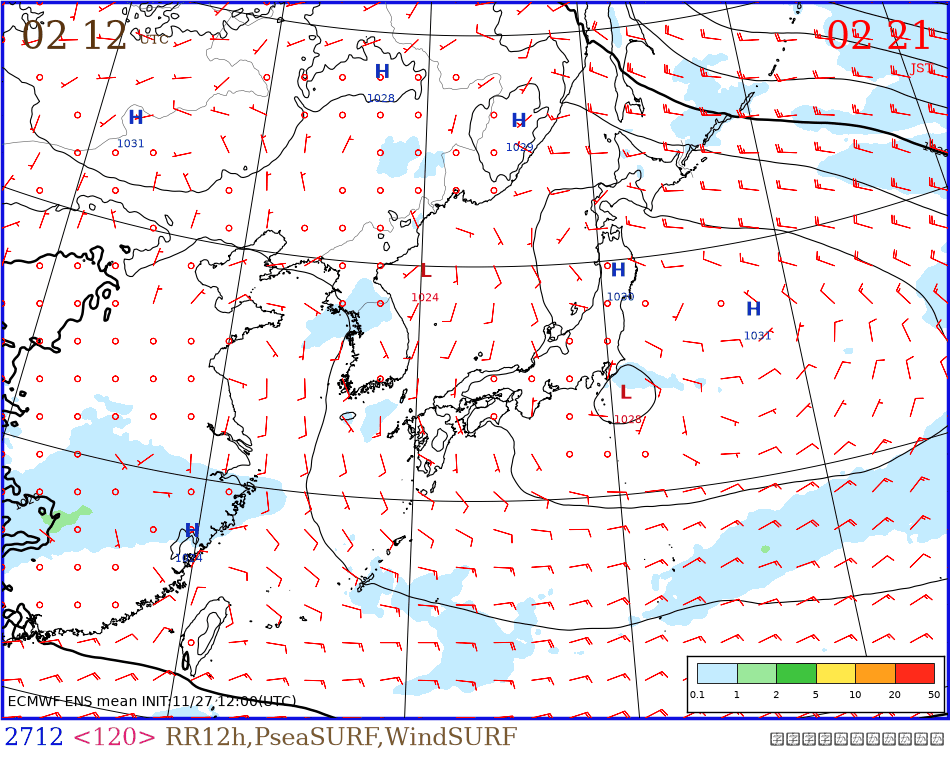 02 12 UTC
02 21
JST
H
1028
H
1031
H
1029
L
1024
H
1030
H
1031
L
1028
H
ECMWF ENS mean INIT:11/27 12:00(UTC)
0.1 1 2 5 10 20 50
2712 <120> RR12h,PseaSURF,WindSURF